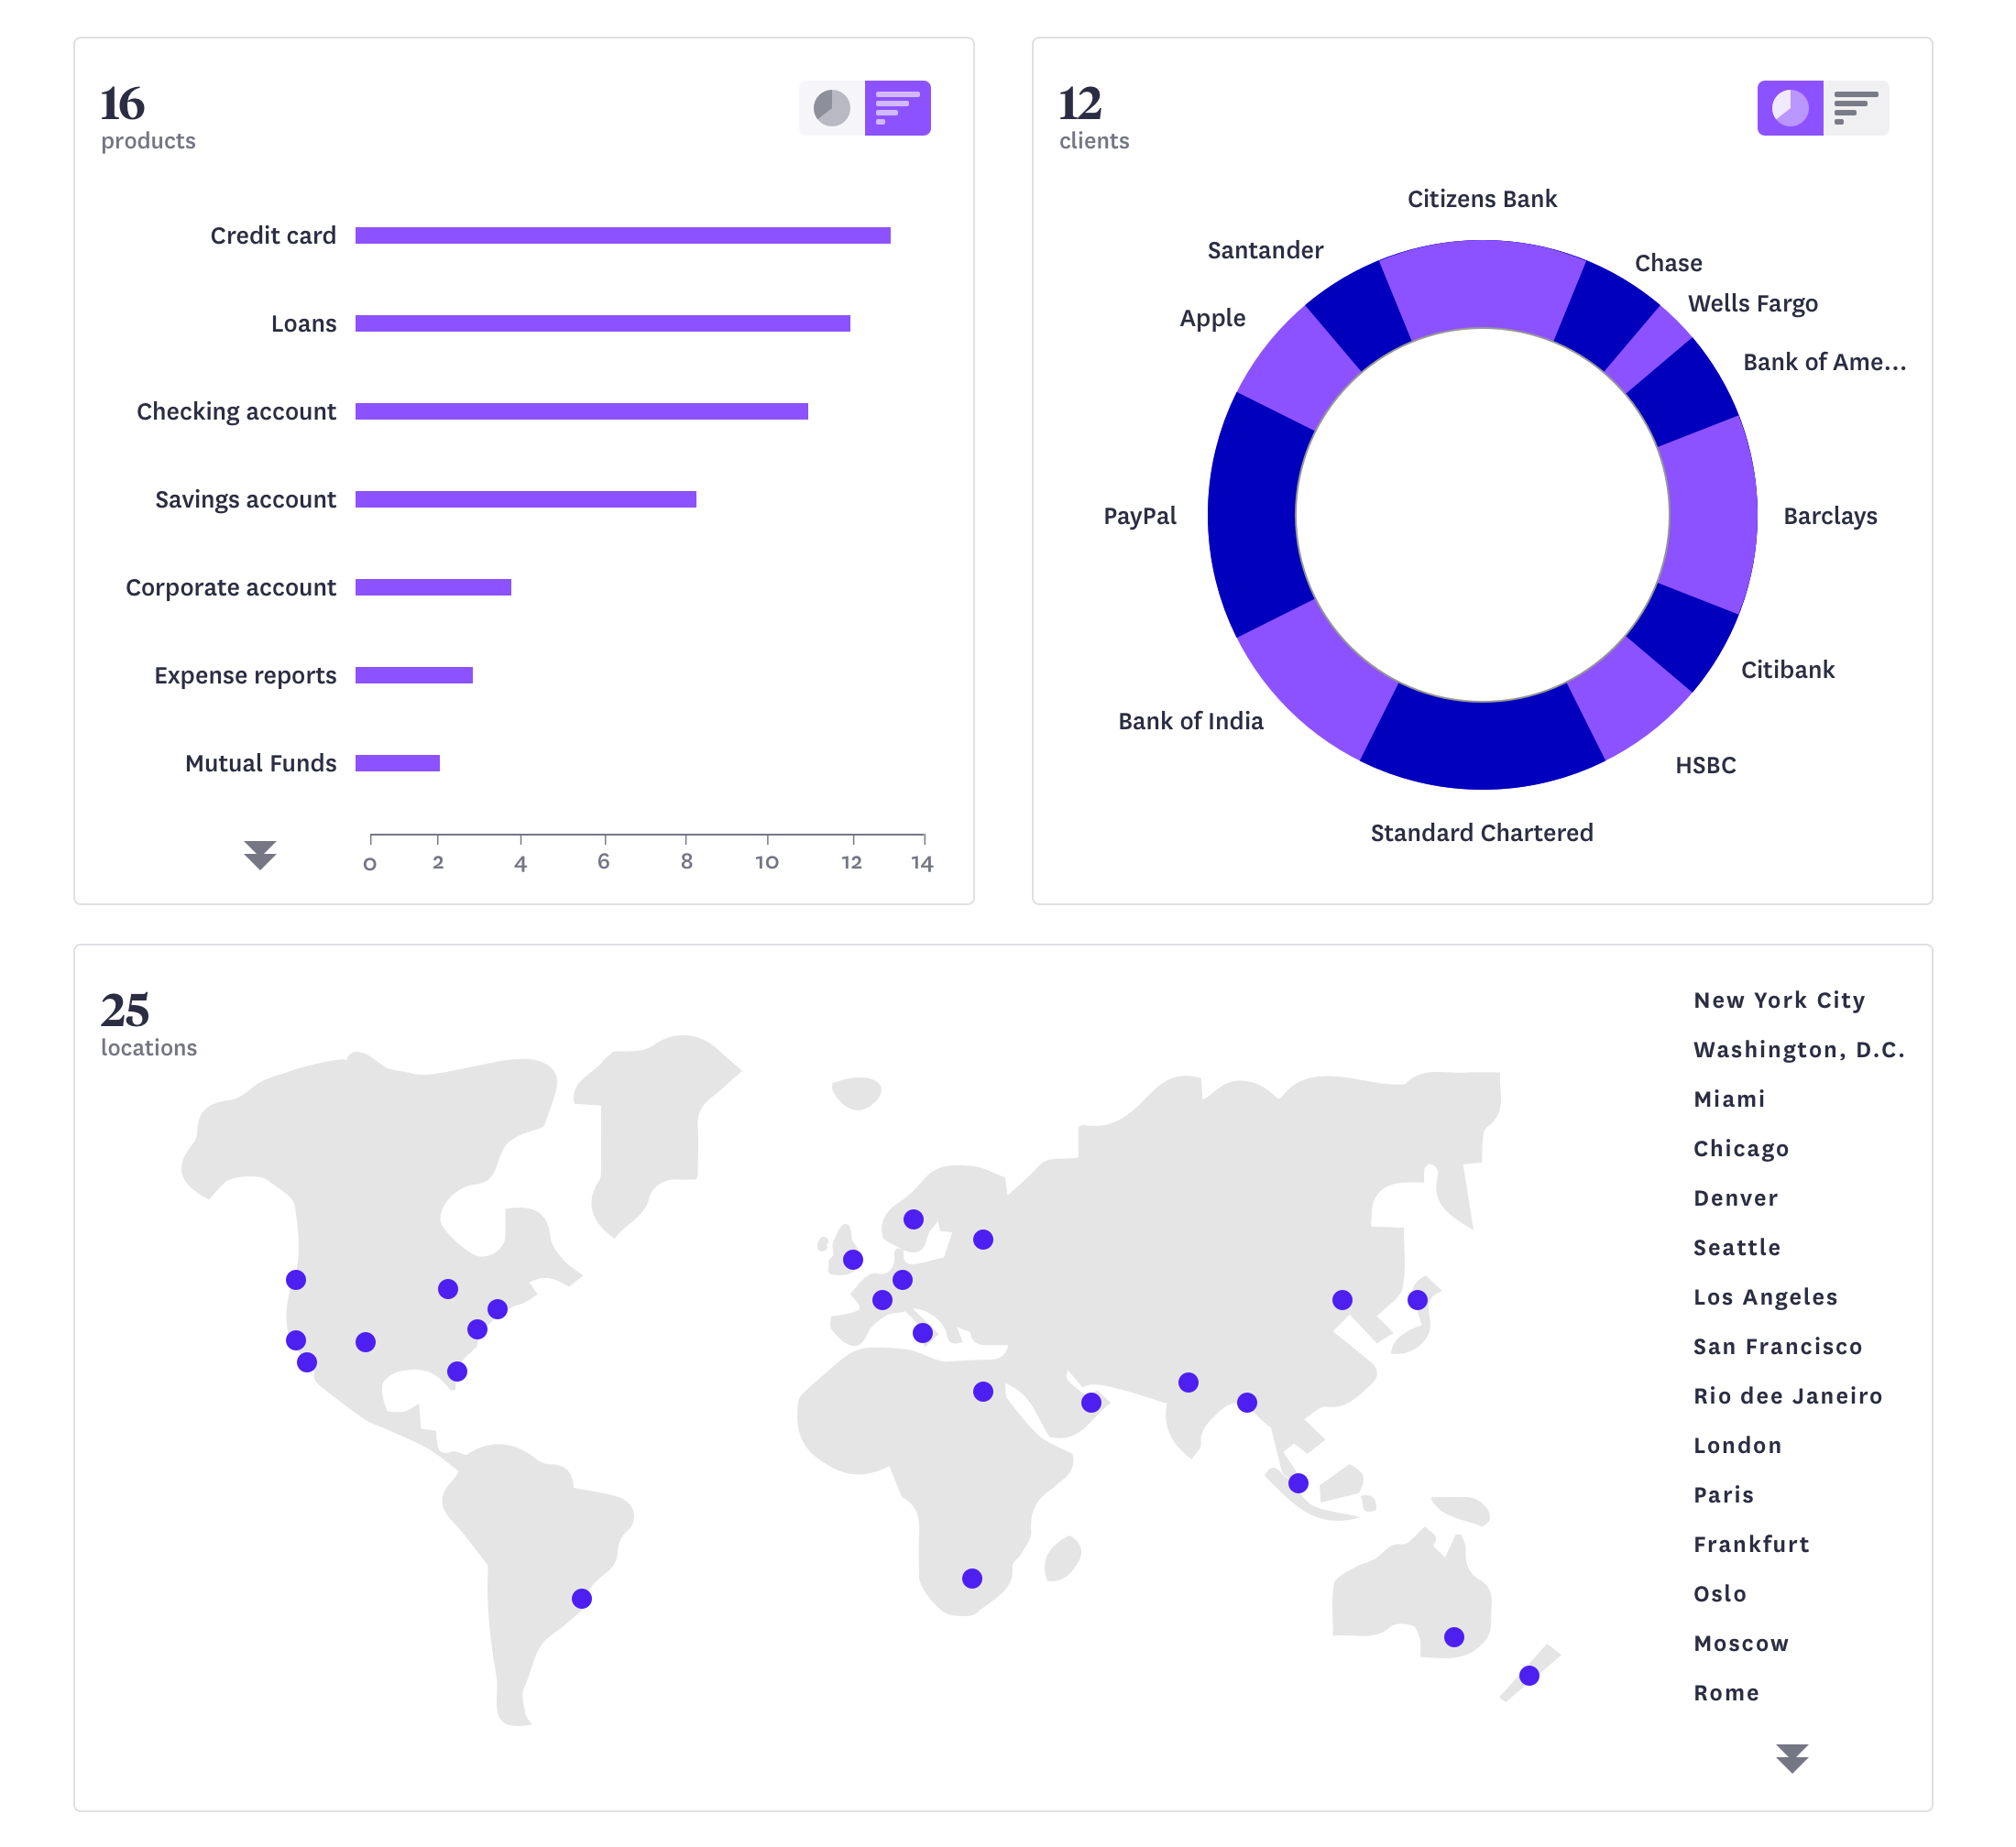 16
products
Credit card
Loans
Checking account
Savings account
Corporate account
Expense reports
Mutual Funds
0 2 4 6 8 10 12 14
12
clients
Citizens Bank
Santander
Chase
Wells Fargo
Apple
Bank of Ame...
PayPal
Barclays
Citibank
Bank of India
HSBC
Standard Chartered
25
locations
New York City
Washington, D.C.
Miami
Chicago
Denver
Seattle
Los Angeles
San Francisco
Rio dee Janeiro
London
Paris
Frankfurt
Oslo
Moscow
Rome